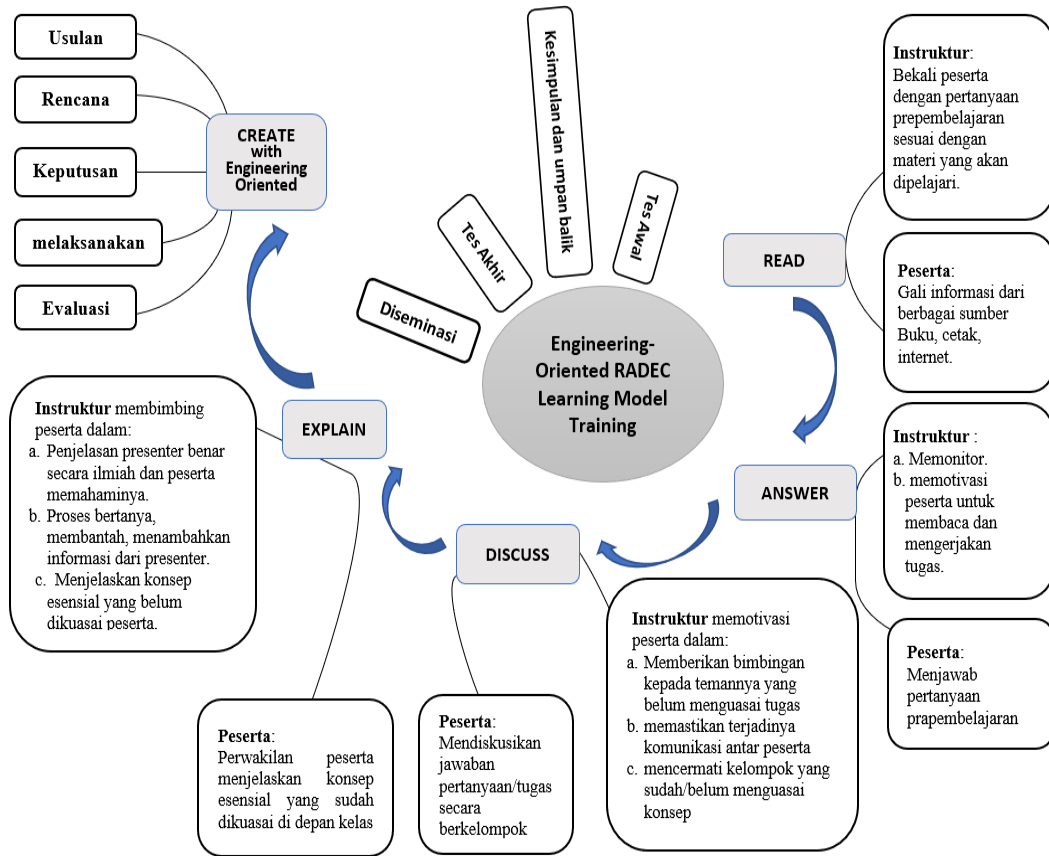 Usulan
Rencana
Keputusan
melaksanakan
Evaluasi
CREATE
with
Engineering
Oriented
Diseminasi
Tes Akhir
Kesimpulan dan umpan balik
Tes Awal
Engineering-
Oriented RADEC
Learning Model
Training
READ
Instruktur:
Bekali peserta
dengan pertanyaan
prepembelajaran
sesuai dengan
materi yang akan
dipelajari.
Peserta:
Gali informasi dari
berbagai sumber
Buku, cetak,
internet.
ANSWER
Instruktur :
a. Memonitor.
b. memotivasi
peserta untuk
membaca dan
mengerjakan
tugas.
Peserta:
Menjawab
pertanyaan
prapembelajaran
DISCUSS
Instruktur memotivasi
peserta dalam:
a. Memberikan bimbingan
kepada temannya yang
belum menguasai tugas
b. memastikan terjadinya
komunikasi antar peserta
c. mencermati kelompok yang
sudah/belum menguasai
konsep
Peserta:
Mendiskusikan
jawaban
pertanyaan/tugas
secara
berkelompok
EXPLAIN
Instruktur membimbing
peserta dalam:
a. Penjelasan presenter benar
secara ilmiah dan peserta
memahaminya.
b. Proses bertanya,
membantah, menambahkan
informasi dari presenter.
c. Menjelaskan konsep
esensial yang belum
dikuasai peserta.
Peserta:
Perwakilan peserta
menjelaskan konsep
esensial yang sudah
dikuasai di depan kelas